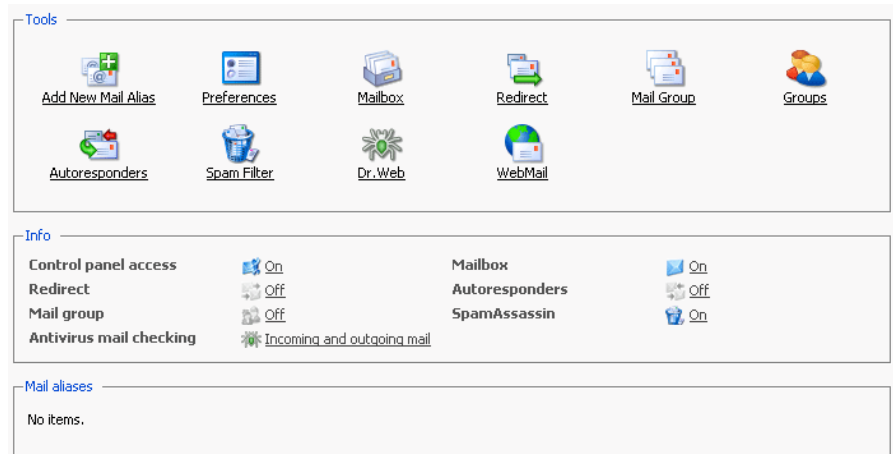 Tools
Add New Mail Alias Preferences Mailbox Redirect Mail Group Groups
Autoresponders Spam Filter Dr.Web WebMail
Info
Control panel access On Mailbox On
Redirect Off Autoresponders Off
Mail group Off SpamAssassin On
Antivirus mail checking Incoming and outgoing mail
Mail aliases
No items.